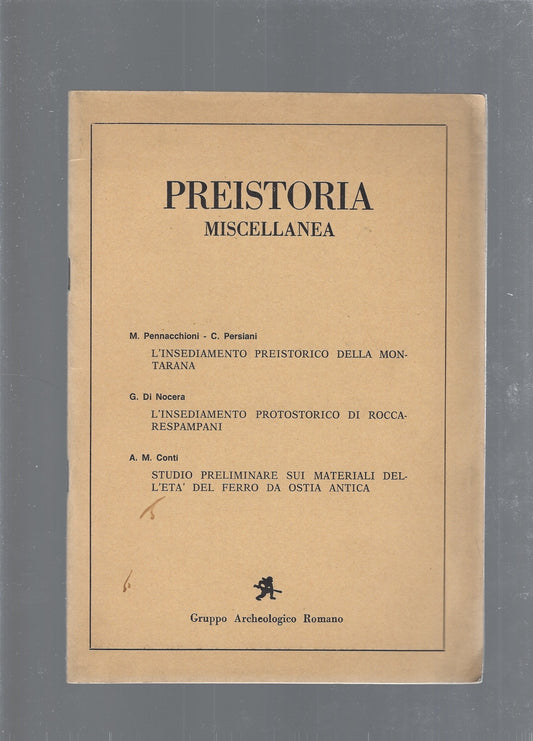 PREISTORIA
MISCELLANEA
M. Pennacchioni - C. Persiani
L'INSEDIAMENTO PREISTORICO DELLA MON-
TARANA
G. Di Nocera
L'INSEDIAMENTO PROTOSTORICO DI ROCCA-
RESPAMPANI
A. M. Conti
STUDIO PRELIMINARE SUI MATERIALI DEL-
L'ETA' DEL FERRO DA OSTIA ANTICA
Gruppo Archeologico Romano